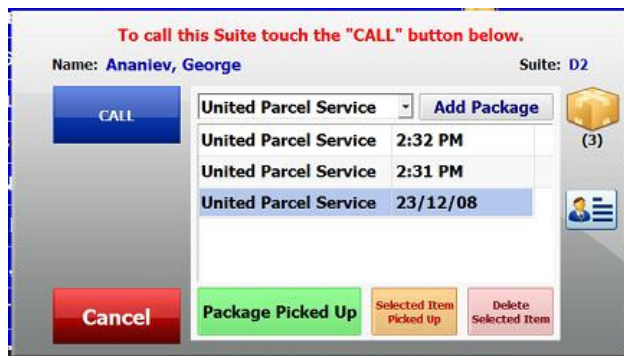 To call this Suite touch the "CALL" button below.
Name: Ananiev, George Suite: D2
CALL
United Parcel Service Add Package
United Parcel Service 2:32 PM
(3)
United Parcel Service 2:31 PM
United Parcel Service 23/12/08
Cancel
Package Picked Up
Selected Item
Picked Up
Delete
Selected Item